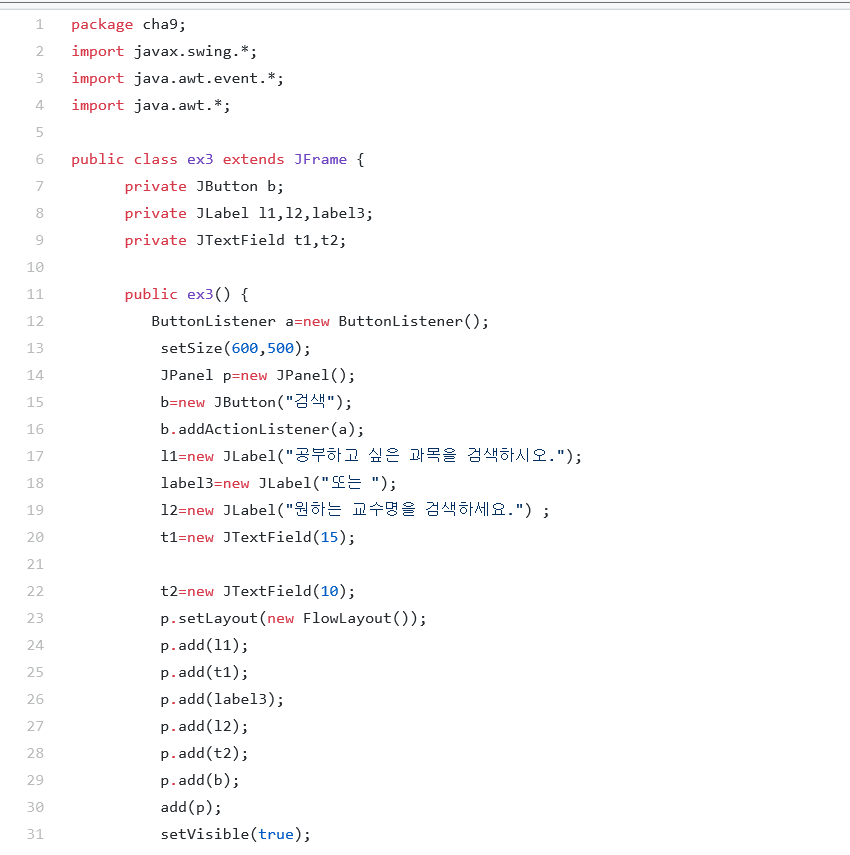 1 package cha9;
2 import javax.swing.*;
3 import java.awt.event.*;
4 import java.awt.*;
5
6 public class ex3 extends JFrame {
7 private JButton b;
8 private JLabel l1,l2,label3;
9 private JTextField t1,t2;
10
11 public ex3() {
12 ButtonListener a=new ButtonListener();
13 setSize(600,500);
14 JPanel p=new JPanel();
15 b=new JButton("검색");
16 b.addActionListener(a);
17 l1=new JLabel("공부하고 싶은 과목을 검색하시오.");
18 label3=new JLabel("또는 ");
19 l2=new JLabel("원하는 교수명을 검색하세요.") ;
20 t1=new JTextField(15);
21
22 t2=new JTextField(10);
23 p.setLayout(new FlowLayout());
24 p.add(l1);
25 p.add(t1);
26 p.add(label3);
27 p.add(l2);
28 p.add(t2);
29 p.add(b);
30 add(p);
31 setVisible(true);